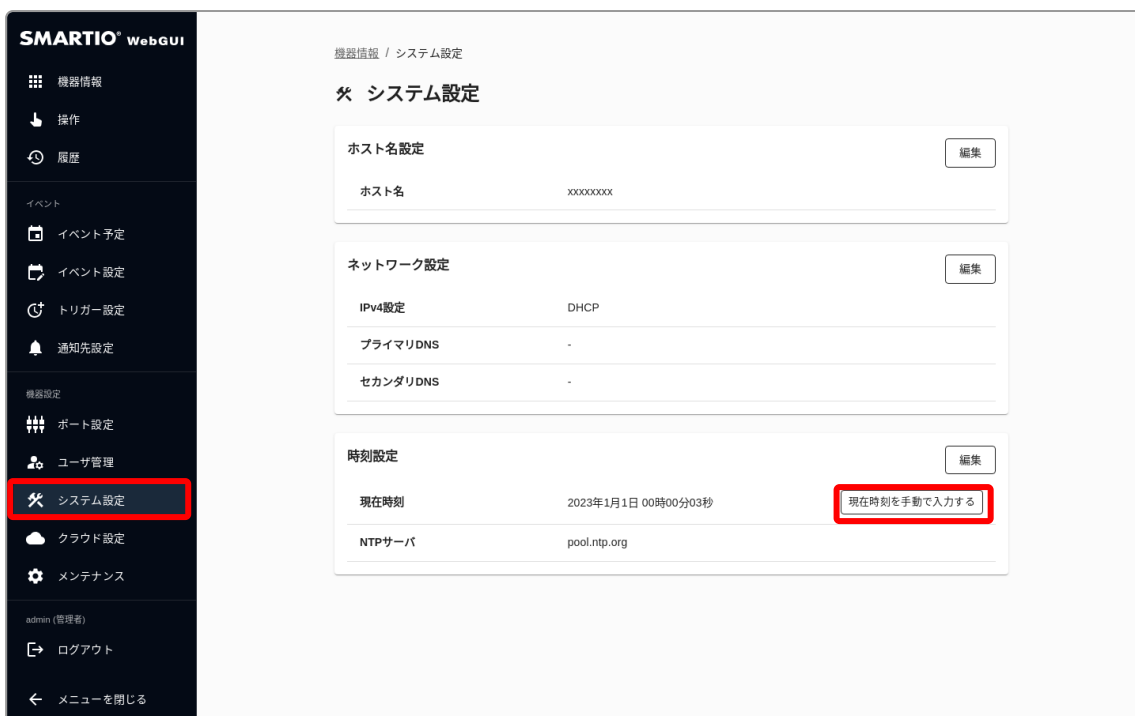 SMARTIO® WebGUI
機器情報
操作
履歴
イベント
イベント予定
イベント設定
トリガー設定
通知先設定
機器設定
ポート設定
ユーザ管理
システム設定
クラウド設定
メンテナンス
admin (管理者)
ログアウト
メニューを閉じる
機器情報 / システム設定
システム設定
ホスト名設定 編集
ホスト名 xxxxxxxx
ネットワーク設定 編集
IPv4設定 DHCP
プライマリDNS -
セカンダリDNS -
時刻設定 編集
現在時刻 2023年1月1日 00時00分03秒 現在時刻を手動で入力する
NTPサーバ pool.ntp.org